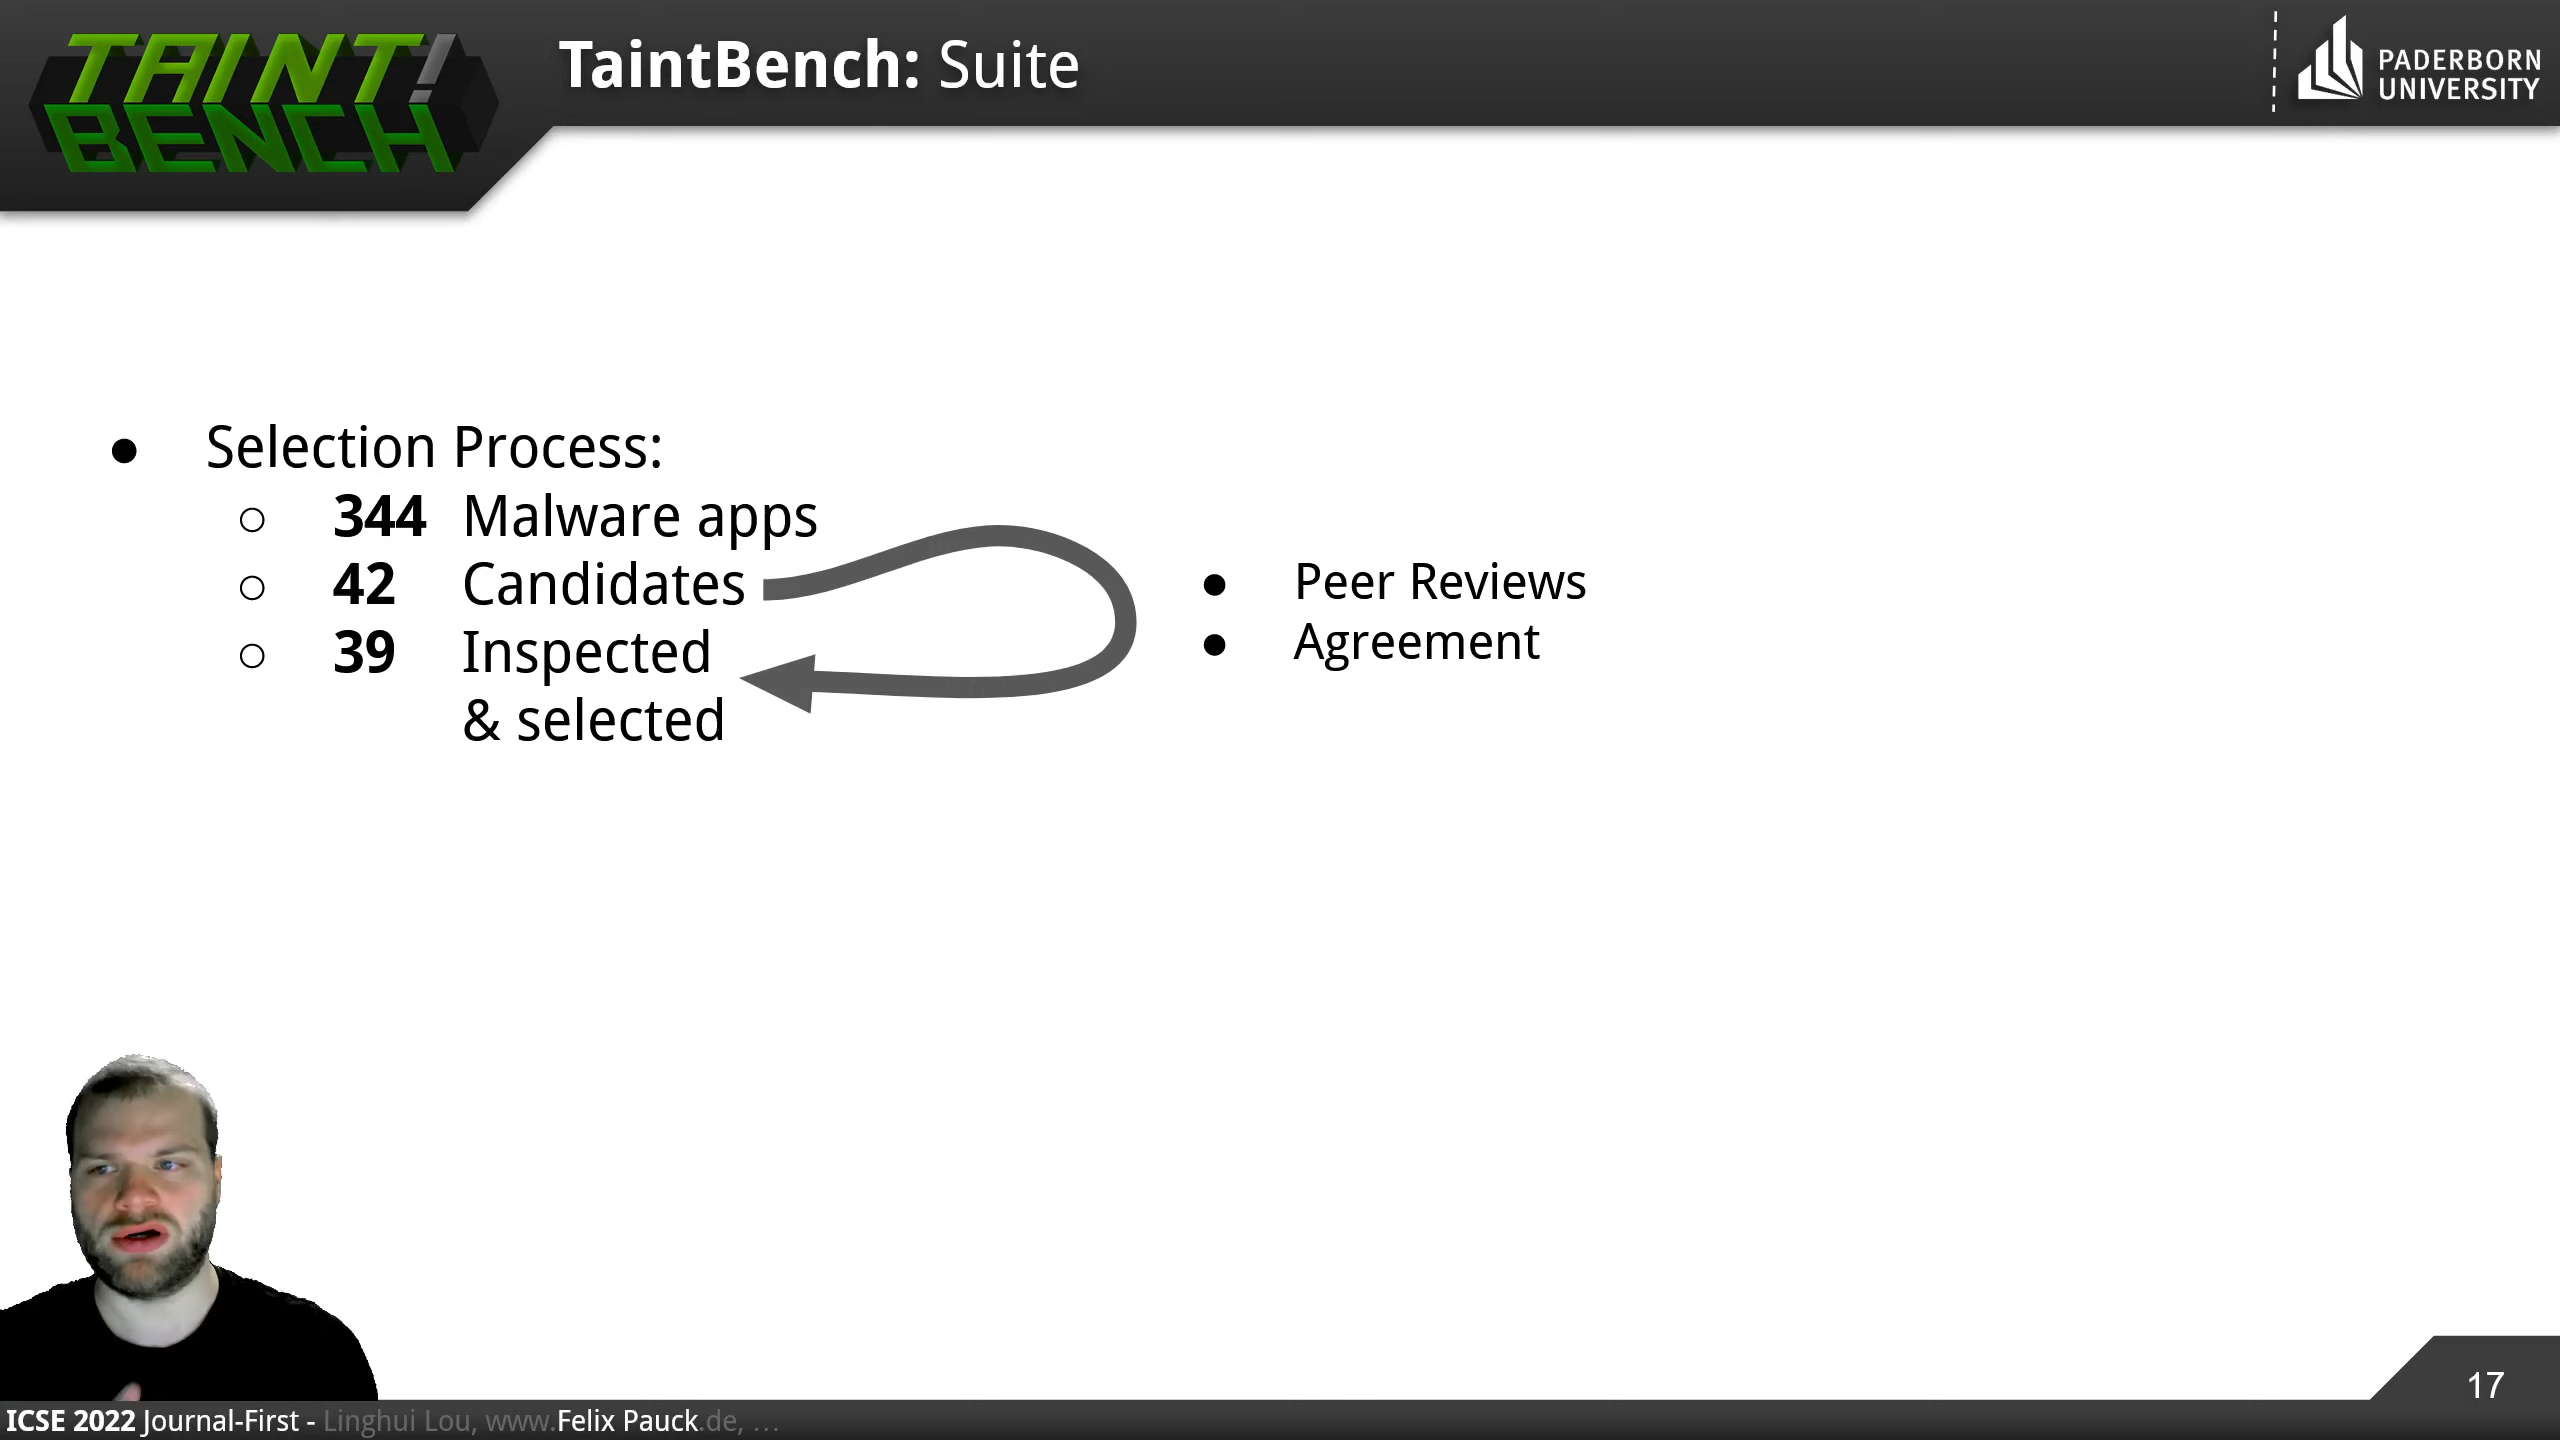 TAINT!
BENCH
TaintBench: Suite
PADERBORN
UNIVERSITY
● Selection Process:
○ 344 Malware apps
○ 42 Candidates
○ 39 Inspected
& selected
● Peer Reviews
● Agreement
17
ICSE 2022 Journal-First - Linghui Lou, www.Felix Pauck.de, …